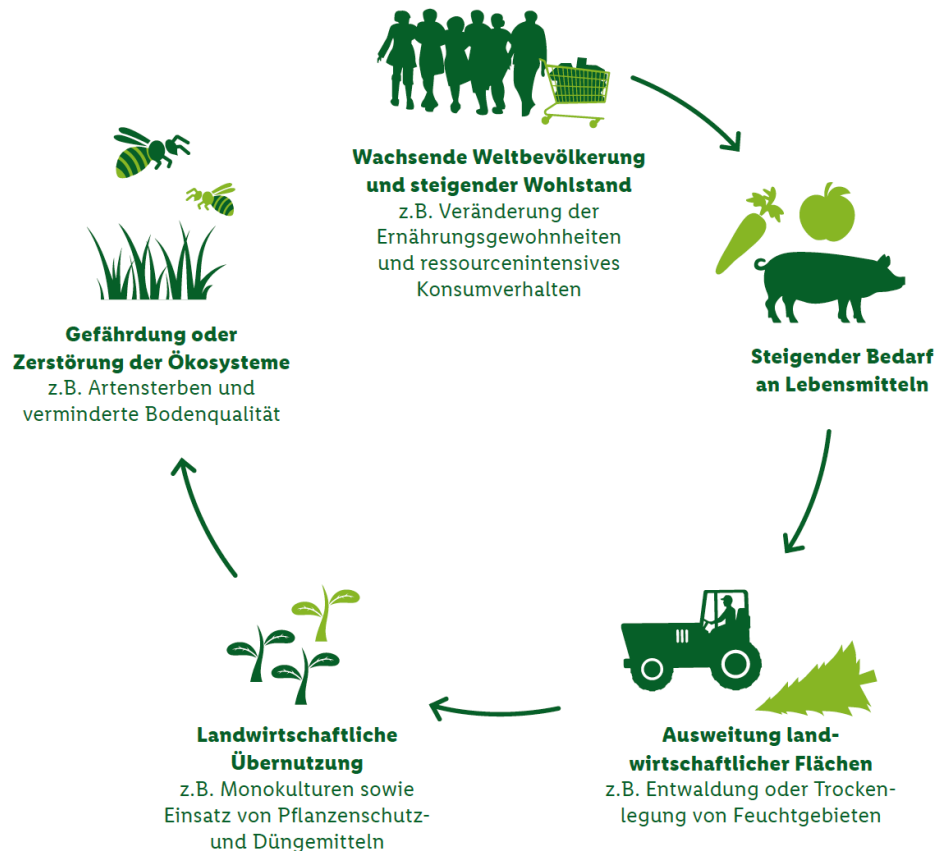 Wachsende Weltbevölkerung
und steigender Wohlstand
z.B. Veränderung der
Ernährungsgewohnheiten
und ressourcenintensives
Konsumverhalten
Steigender Bedarf
an Lebensmitteln
Ausweitung land-
wirtschaftlicher Flächen
z.B. Entwaldung oder Trocken-
legung von Feuchtgebieten
Landwirtschaftliche
Übernutzung
z.B. Monokulturen sowie
Einsatz von Pflanzenschutz-
und Düngemitteln
Gefährdung oder
Zerstörung der Ökosysteme
z.B. Artensterben und
verminderte Bodenqualität